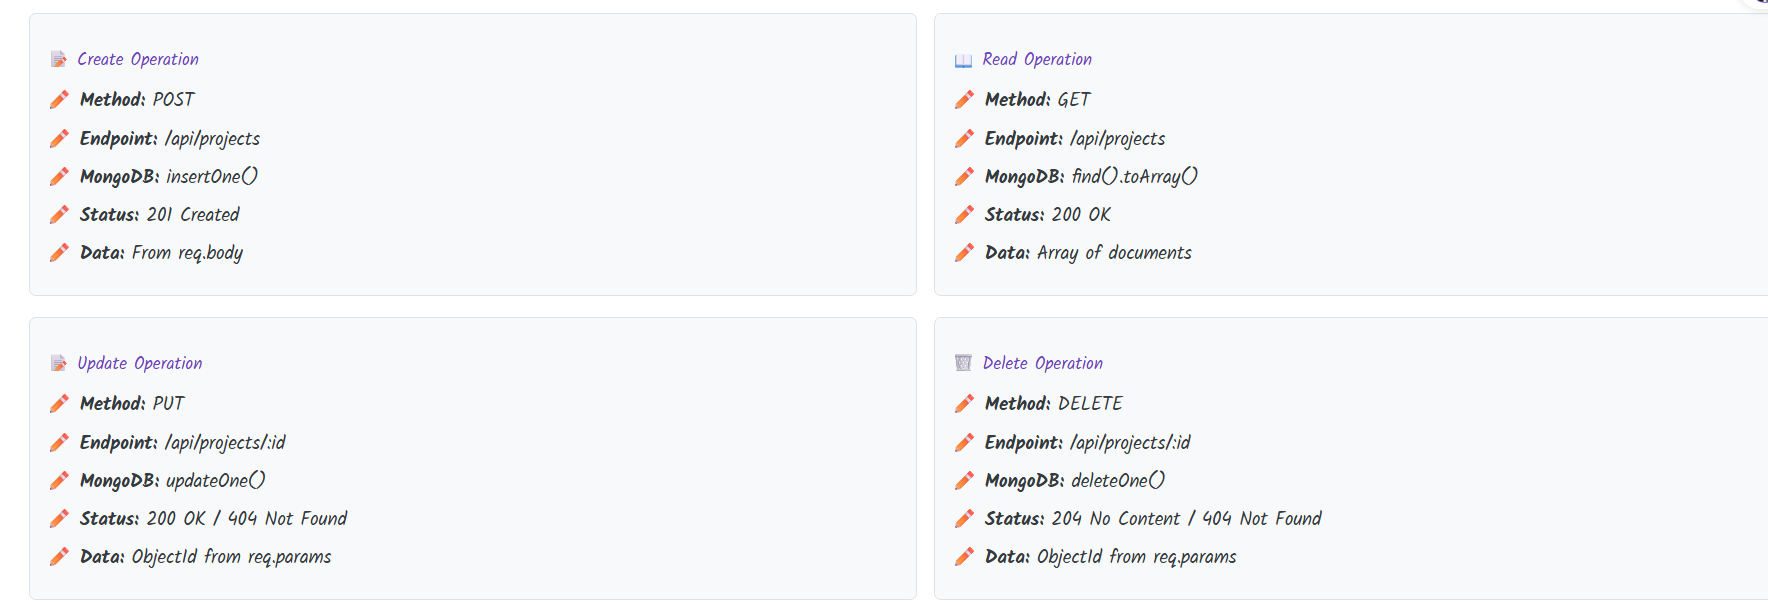 Create Operation
Method: POST
Endpoint: /api/projects
MongoDB: insertOne()
Status: 201 Created
Data: From req.body
Read Operation
Method: GET
Endpoint: /api/projects
MongoDB: find().toArray()
Status: 200 OK
Data: Array of documents
Update Operation
Method: PUT
Endpoint: /api/projects/:id
MongoDB: updateOne()
Status: 200 OK / 404 Not Found
Data: ObjectId from req.params
Delete Operation
Method: DELETE
Endpoint: /api/projects/:id
MongoDB: deleteOne()
Status: 204 No Content / 404 Not Found
Data: ObjectId from req.params